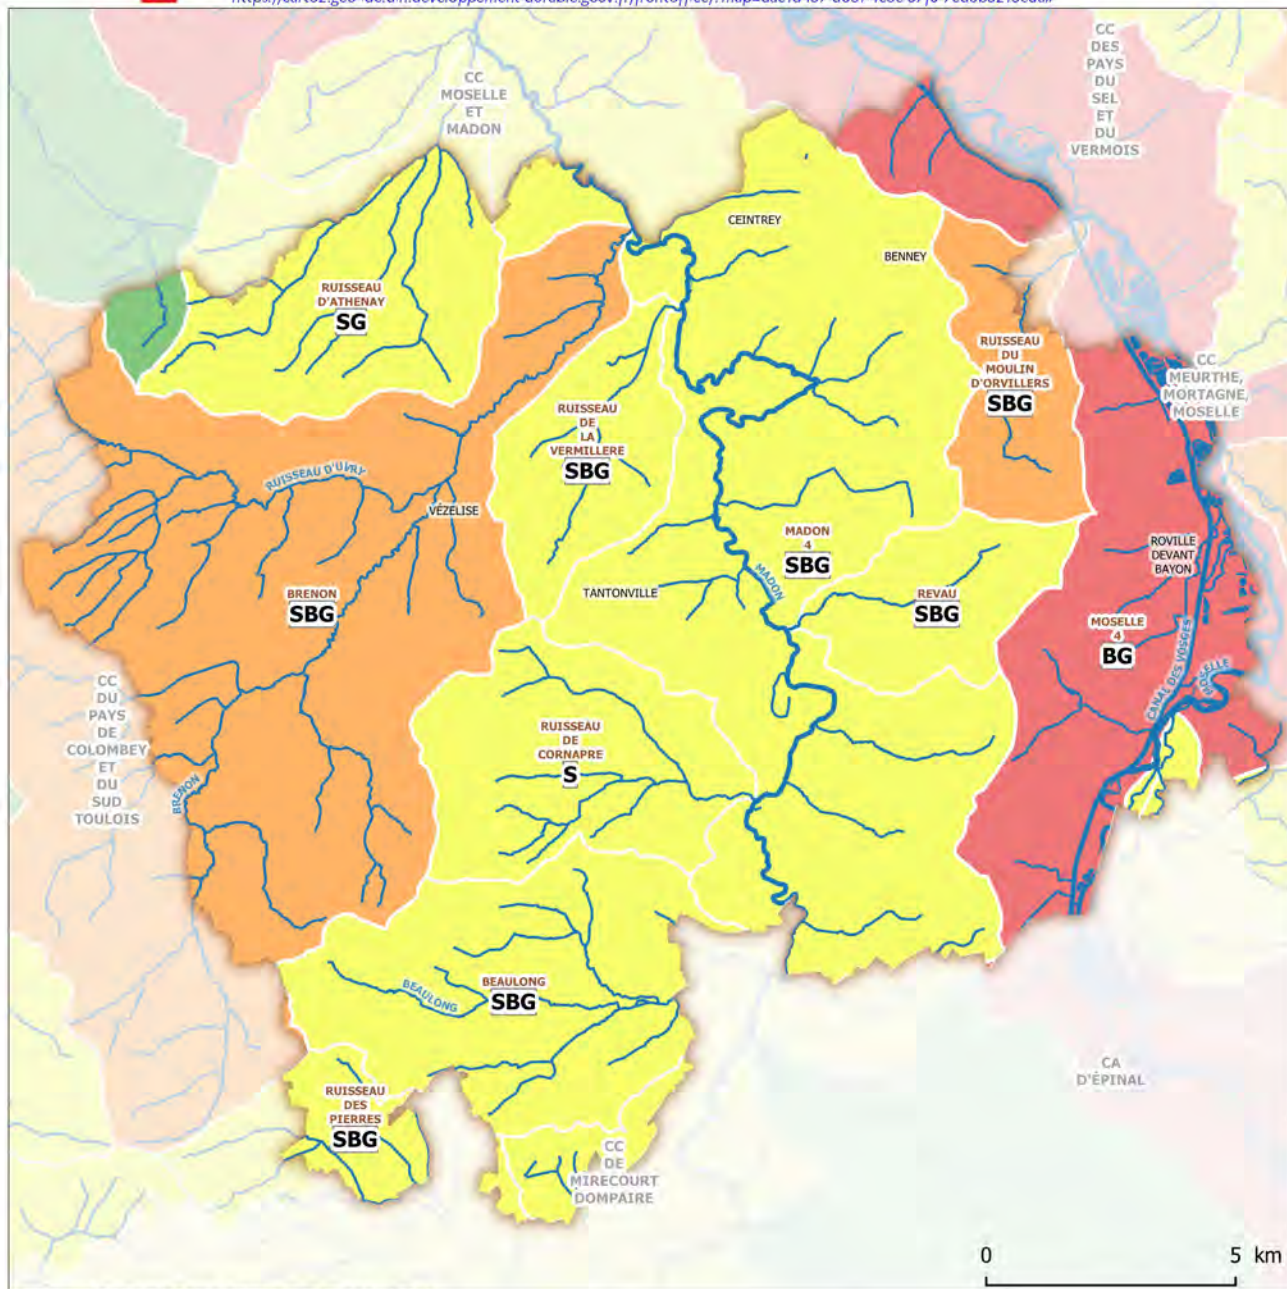 CC
DES
PAYS
DU
SEL
ET
DU
VERMOIS
CC
MOSELLE
ET
MADON
CEINTREY
BENNEY
RUISSEAU
D'ATHENAY
SG
RUISSEAU
DU
MOULIN
D'ORVILLERS
SBG
CC
MEURTHE,
MORTAGNE,
MOSELLE
RUISSEAU
DE
LA
VERMILLERE
SBG
RUISSEAU D'UVRY
VÉZELISE
MADON
4
SBG
ROVILLE
DEVANT
BAYON
MADON
TANTONVILLE
BRENON
SBG
REVAU
SBG
MOSELLE
4
BG
CANAL DES VOSGES
MOSELLE
CC
DU
PAYS
DE
COLOMBEY
ET
DU
SUD
TOULOIS
RUISSEAU
DE
CORNAPRE
S
BRENON
BEAULONG
SBG
BEAULONG
CA
D'ÉPINAL
RUISSEAU
DES
PIERRES
SBG
CC
DE
MIRECOURT
DOMPAIRE
0 5 km